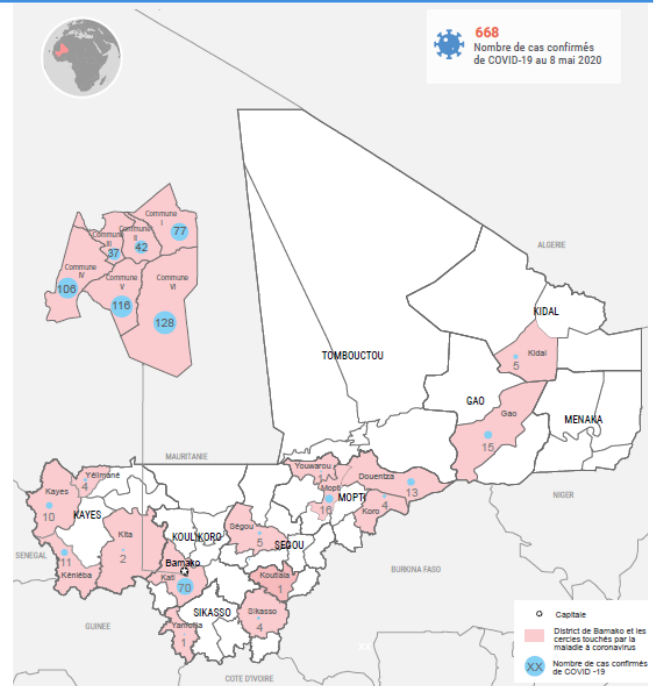 668
Nombre de cas confirmés
de COVID-19 au 8 mai 2020
Commune
I
77
Commune
II
42
Commune
III
37
Commune
IV
106
Commune
V
116
Commune
VI
128
ALGERIE
KIDAL
Kidal
5
TOMBOUCTOU
GAO
Gao
15
MENAKA
MAURITANIE
NIGER
Yélimané
4
Kayes
10
KAYES
Kita
2
11
Kéniéba
SENEGAL
KOULIKORO
Bamako
Kati
70
Ségou
5
SEGOU
Youwarou
1
Mopti
16
MOPTI
Douentza
13
Koro
4
BURKINA FASO
Koutiala
1
SIKASSO
Sikasso
4
1
GUINEE
COTE D'IVOIRE
XX
Capitale
District de Bamako et les
cercles touchés par la
maladie à coronavirus
XX
Nombre de cas confirmés
de COVID -19